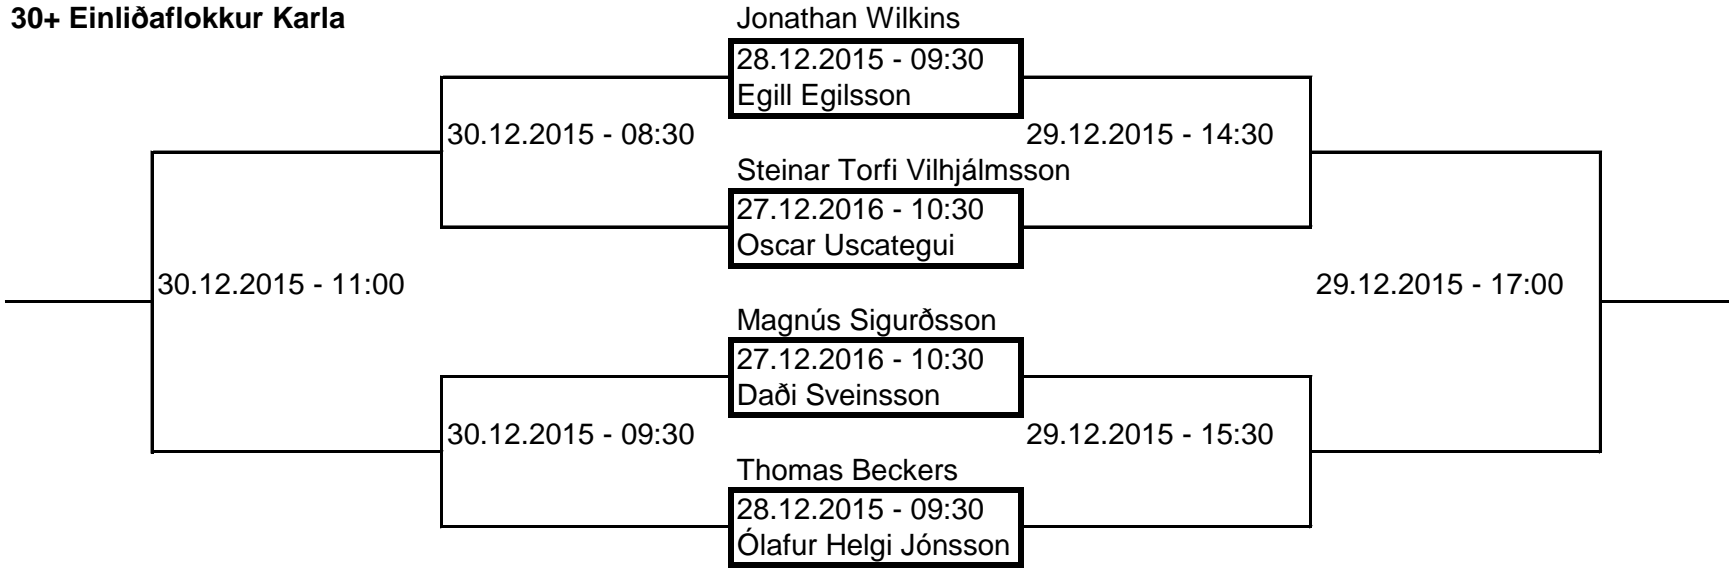 30+ Einliðaflokkur Karla
Jonathan Wilkins
28.12.2015 - 09:30
Egill Egilsson
30.12.2015 - 08:30
29.12.2015 - 14:30
Steinar Torfi Vilhjálmsson
27.12.2016 - 10:30
Oscar Uscategui
30.12.2015 - 11:00
29.12.2015 - 17:00
Magnús Sigurðsson
27.12.2016 - 10:30
Daði Sveinsson
30.12.2015 - 09:30
29.12.2015 - 15:30
Thomas Beckers
28.12.2015 - 09:30
Ólafur Helgi Jónsson